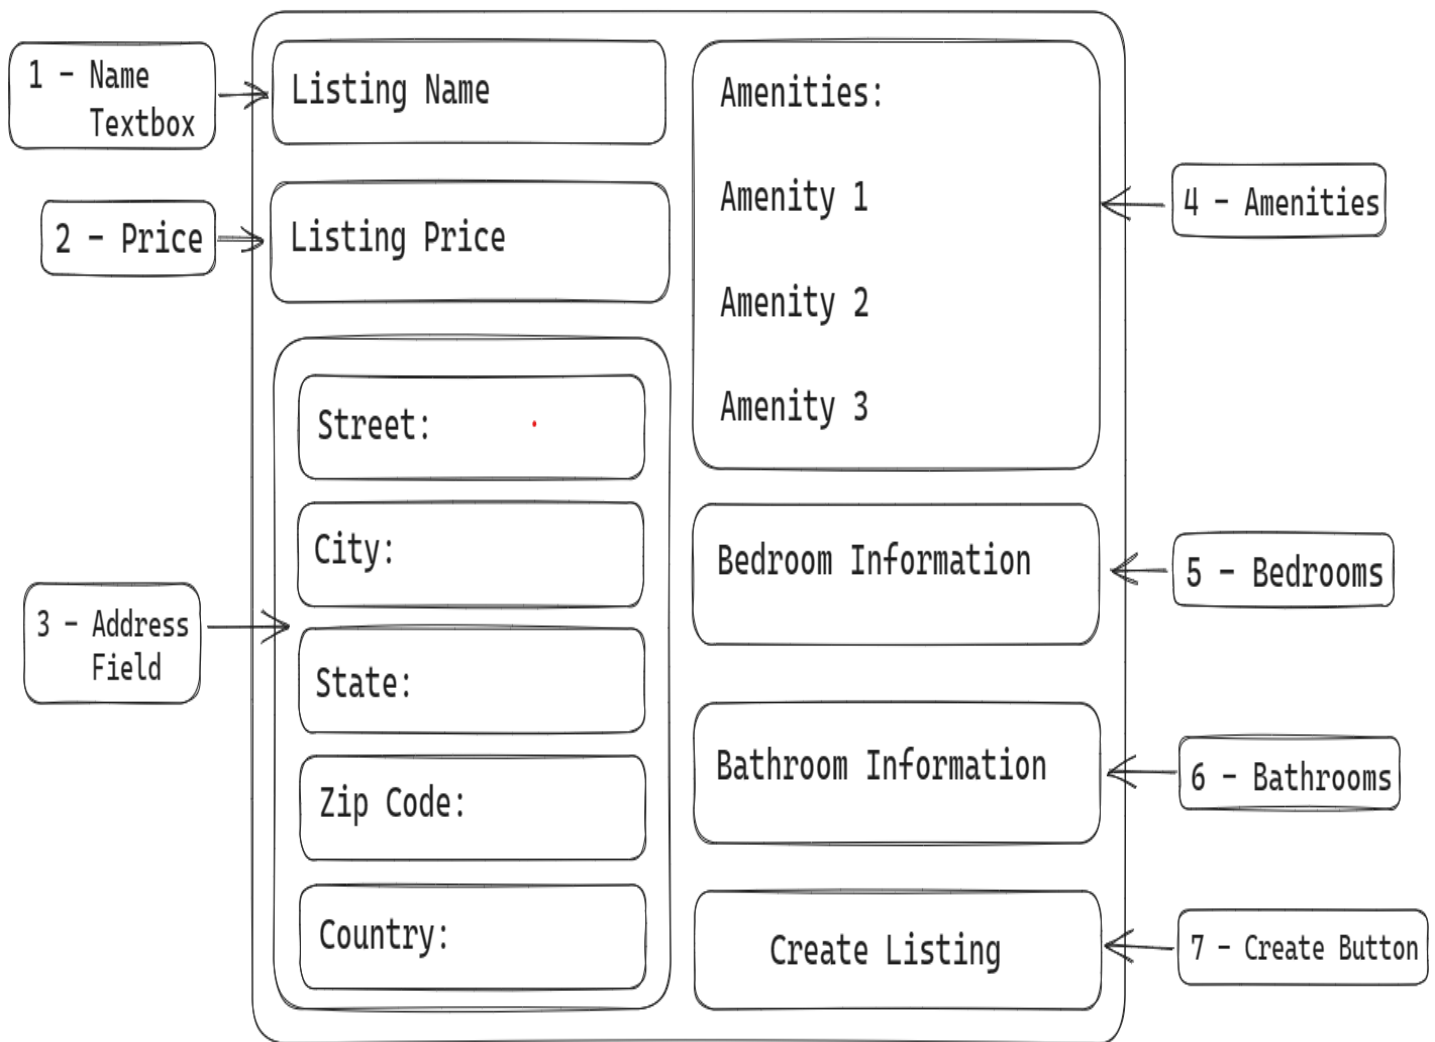 1 - Name
Textbox
Listing Name
2 - Price
Listing Price
3 - Address
Field
Street:
City:
State:
Zip Code:
Country:
Amenities:
Amenity 1
Amenity 2
Amenity 3
4 - Amenities
Bedroom Information
5 - Bedrooms
Bathroom Information
6 - Bathrooms
Create Listing
7 - Create Button